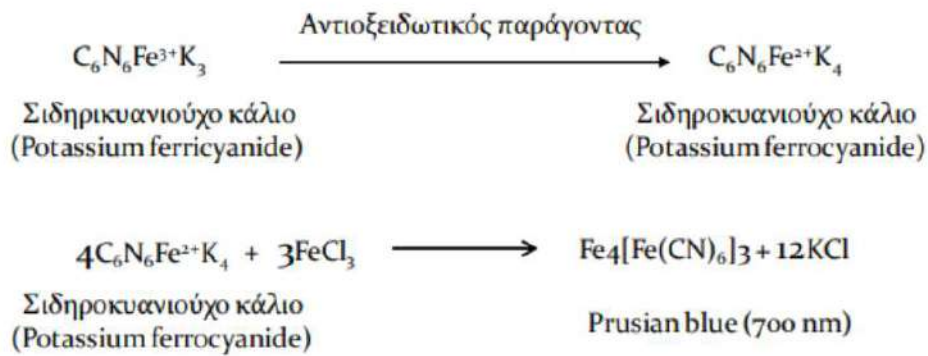 Αντιοξειδωτικός παράγοντας
C₆N₆Fe³⁺K₃ → C₆N₆Fe²⁺K₄
Σιδηρικυανιούχο κάλιο Σιδηροκυανιούχο κάλιο
(Potassium ferricyanide) (Potassium ferrocyanide)
4C₆N₆Fe²⁺K₄ + 3FeCl₃ → Fe4[Fe(CN)₆]3 + 12KCl
Σιδηροκυανιούχο κάλιο
(Potassium ferrocyanide) Prusian blue (700 nm)